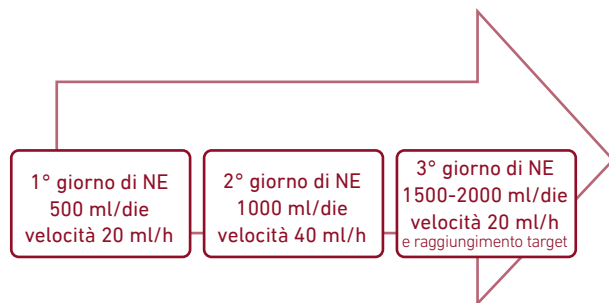 1° giorno di NE
500 ml/die
velocità 20 ml/h
2° giorno di NE
1000 ml/die
velocità 40 ml/h
3° giorno di NE
1500-2000 ml/die
velocità 20 ml/h
e raggiungimento target